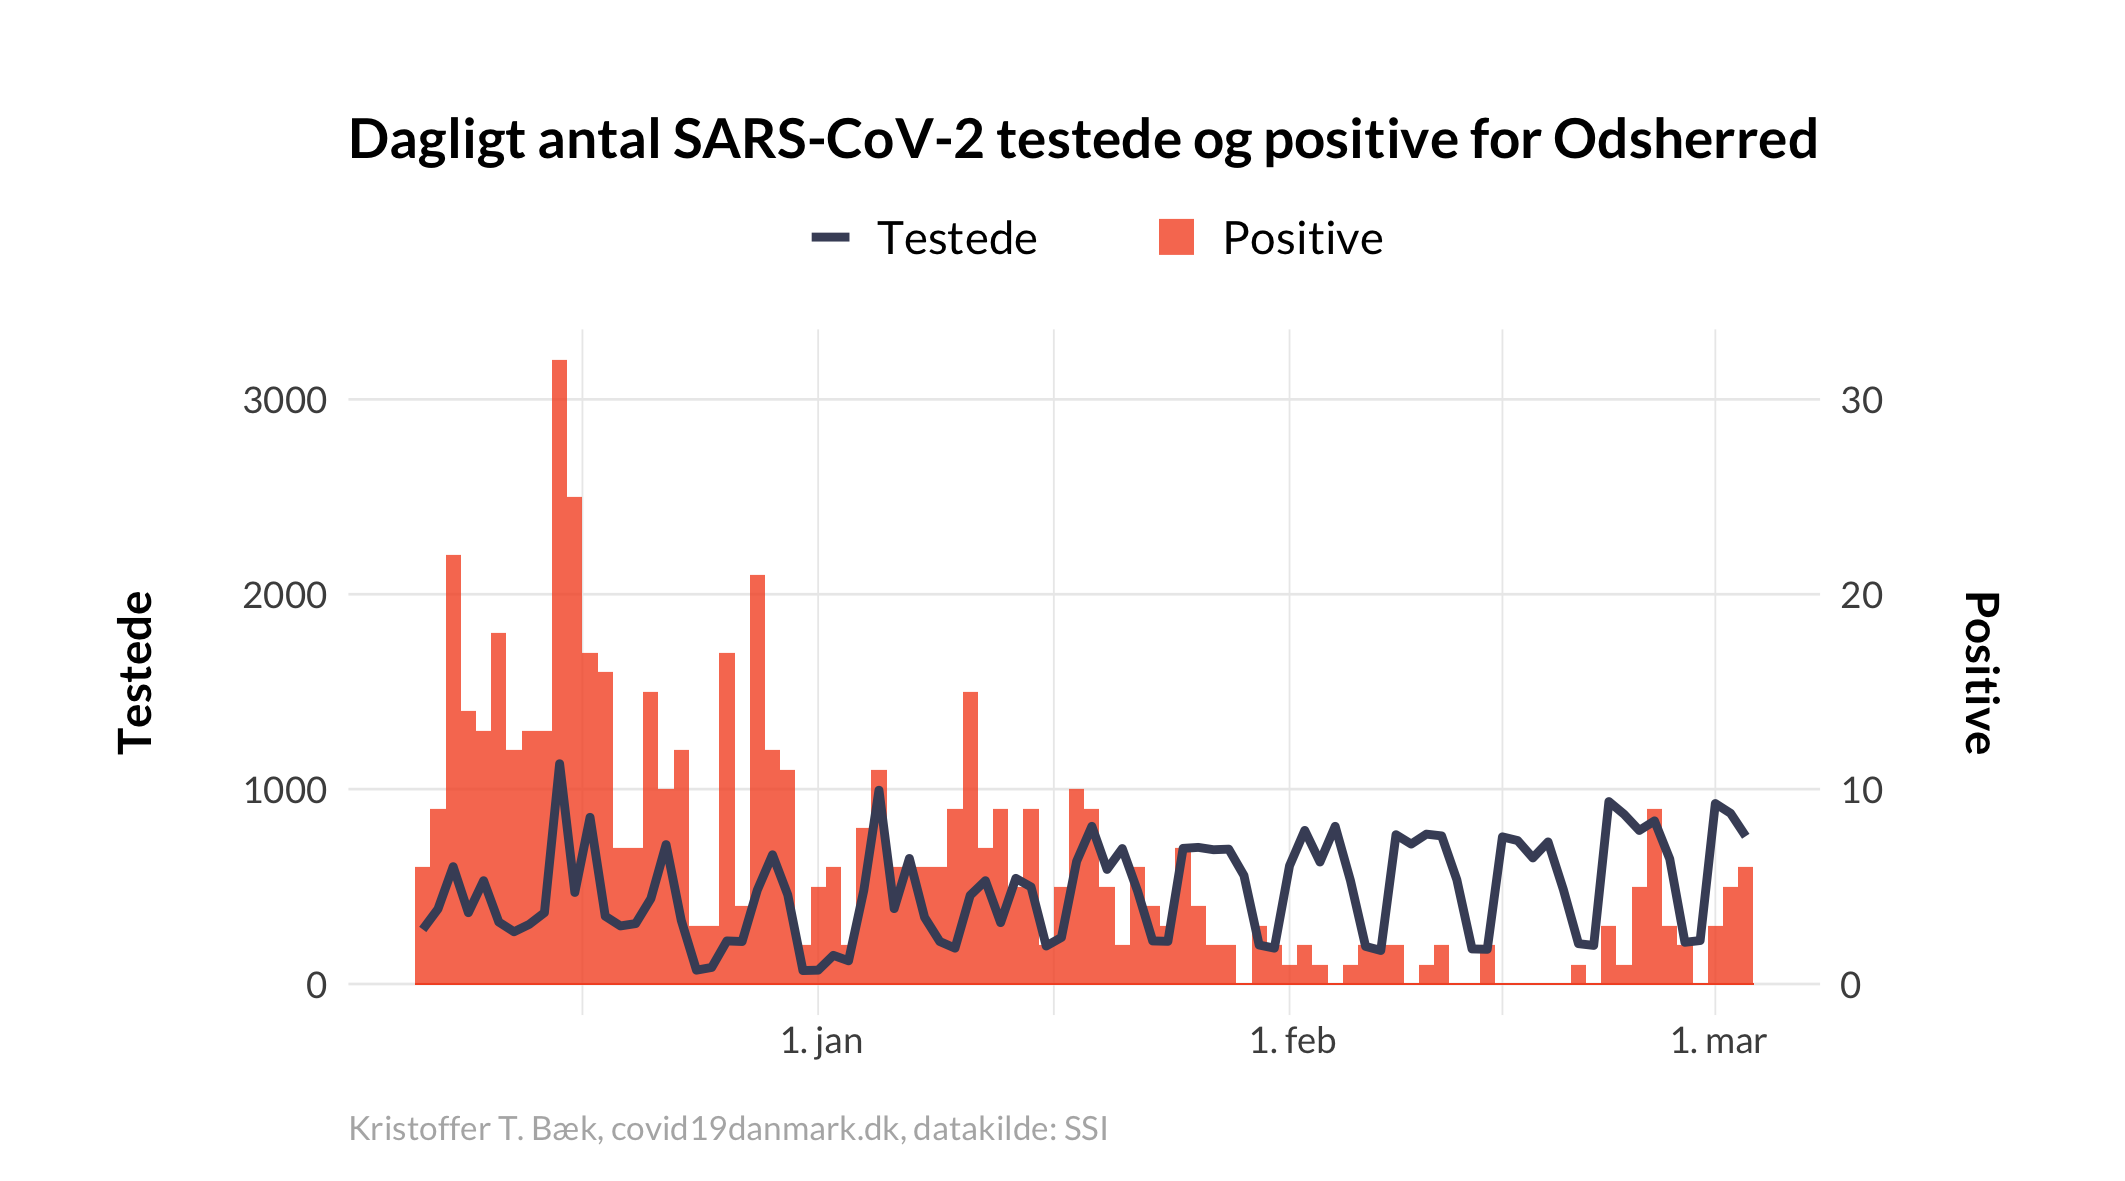 Dagligt antal SARS-CoV-2 testede og positive for Odsherred
Testede
Positive
3000
2000
1000
0
30
20
10
0
Testede
Positive
1. jan
1. feb
1. mar
Kristoffer T. Bæk, covid19danmark.dk, datakilde: SSI